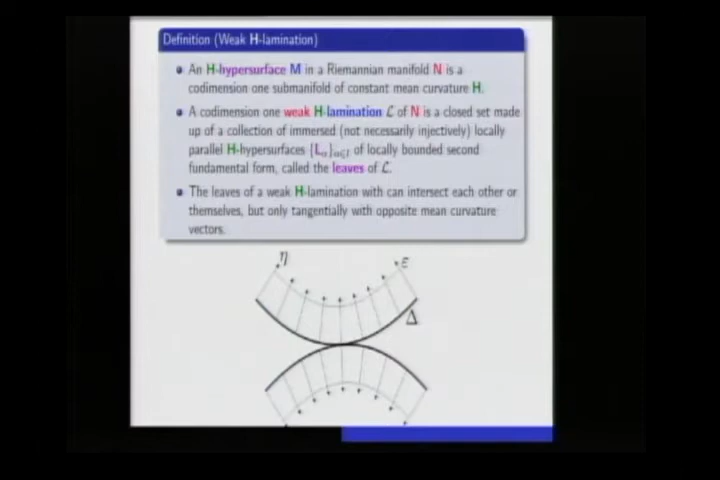 Definition (Weak H-lamination)
An H-hypersurface M in a Riemannian manifold N is a
codimension one submanifold of constant mean curvature H.
A codimension one weak H-lamination ℒ of N is a closed set made
up of a collection of immersed (not necessarily injectively) locally
parallel H-hypersurfaces {Lα}α∈I of locally bounded second
fundamental form, called the leaves of ℒ.
The leaves of a weak H-lamination with can intersect each other or
themselves, but only tangentially with opposite mean curvature
vectors.
η
ε
Δ